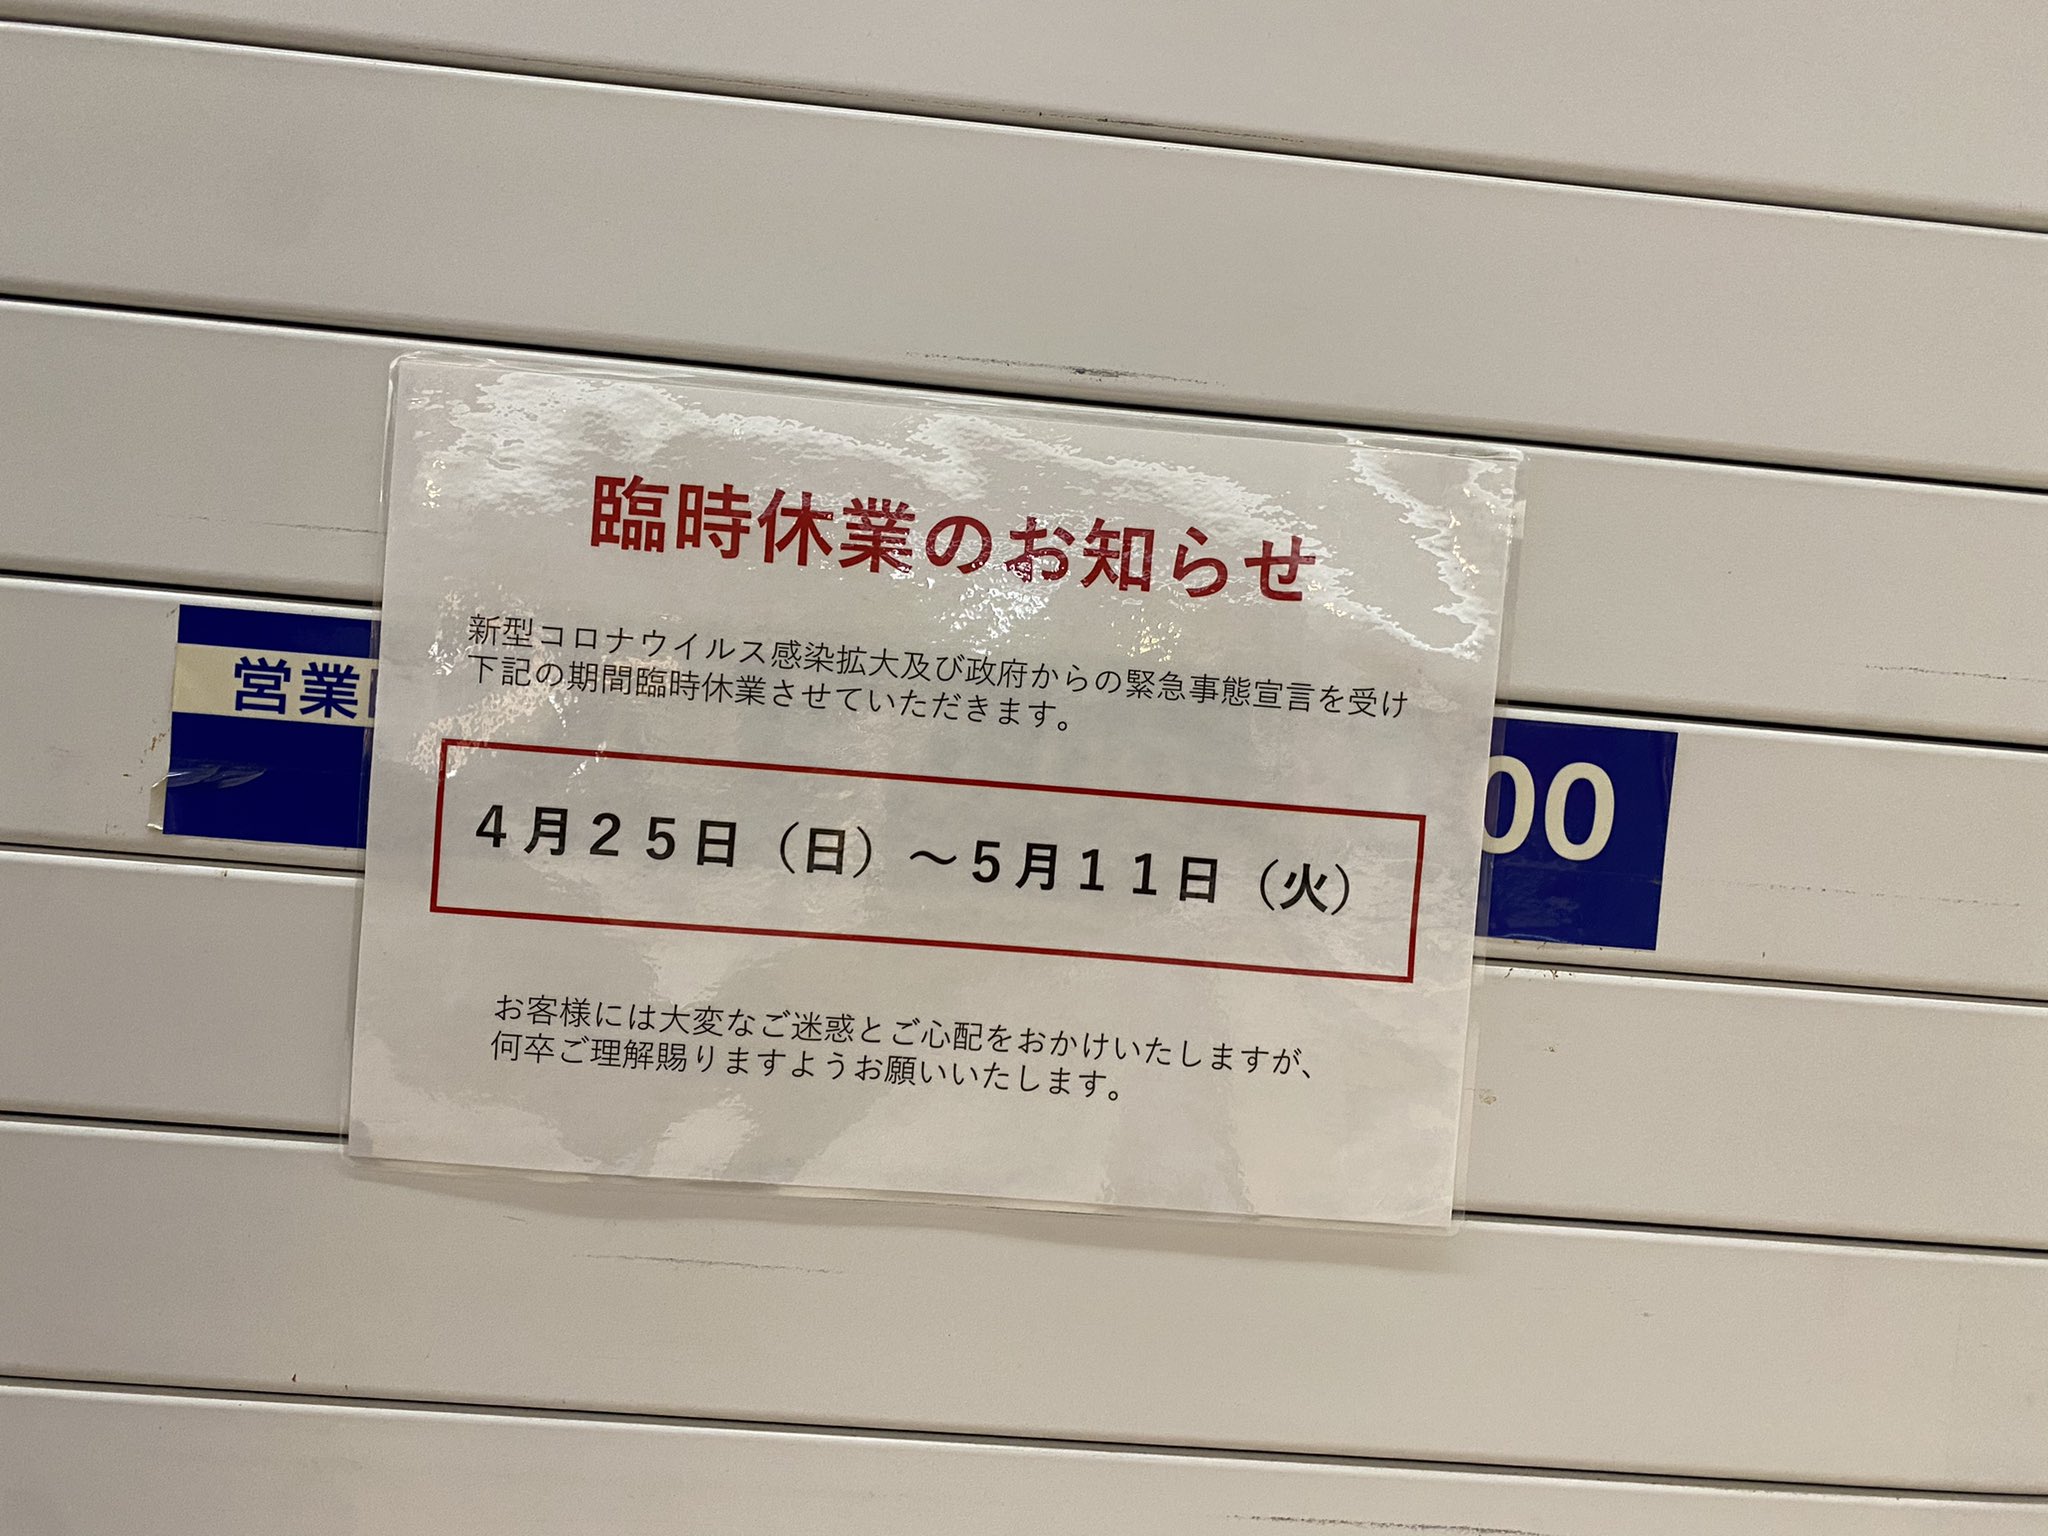 臨時休業のお知らせ
新型コロナウイルス感染拡大及び政府からの緊急事態宣言を受け
下記の期間臨時休業させていただきます。
営業
00
4月25日（日）～5月11日（火）
お客様には大変なご迷惑とご心配をおかけいたしますが、
何卒ご理解賜りますようお願いいたします。